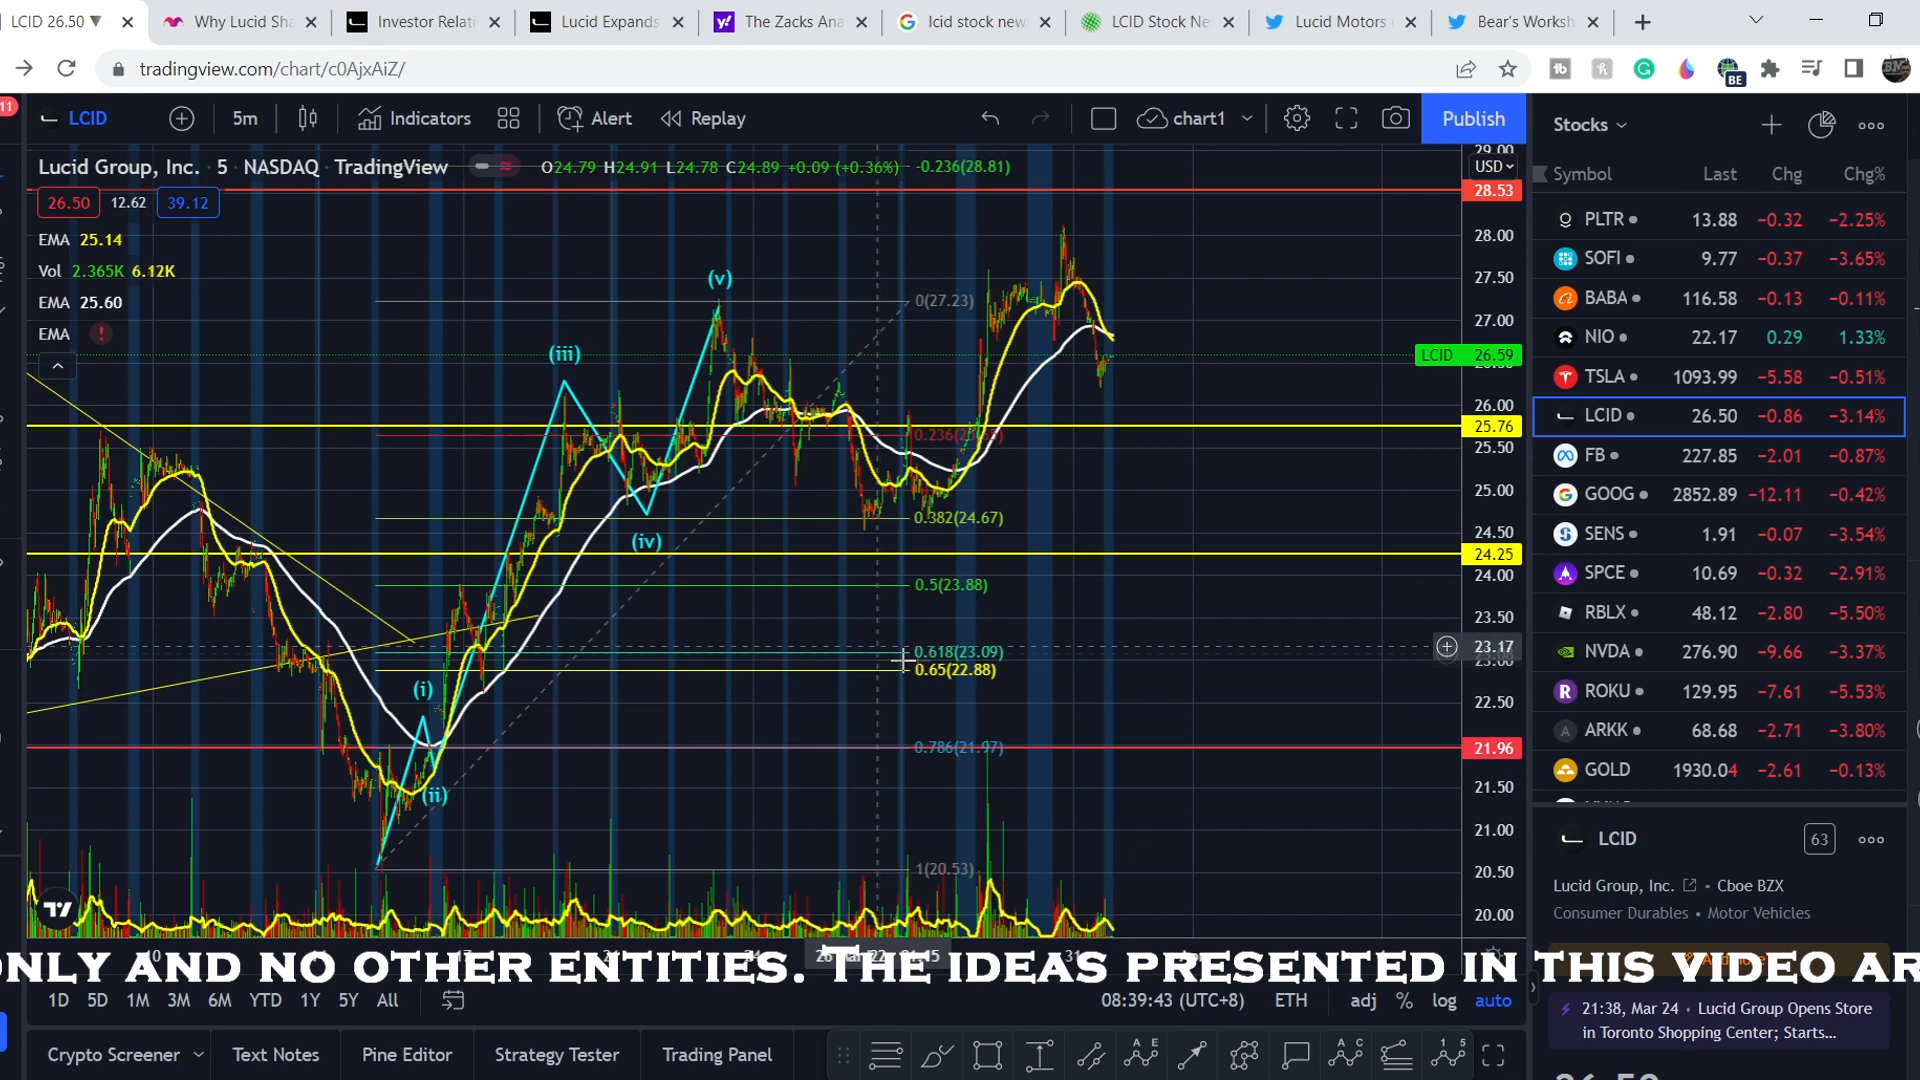 LCID 26.50 ▼
Why Lucid Sha
Investor Relati
Lucid Expands
The Zacks Ana
lcid stock new
LCID Stock Ne
Lucid Motors
Bear's Worksh
tradingview.com/chart/c0AjxAiZ/
BE
11
LCID 5m Indicators Alert Replay chart1 Publish
Lucid Group, Inc. · 5 · NASDAQ · TradingView
O24.79 H24.91 L24.78 C24.89 +0.09 (+0.36%)
-0.236(28.81)
26.50 12.62 39.12
EMA 25.14
Vol 2.365K 6.12K
EMA 25.60
EMA !
(i)
(ii)
(iii)
(iv)
(v)
0(27.23)
0.382(24.67)
0.5(23.88)
0.618(23.09)
0.65(22.88)
0.786(21.97)
1(20.53)
29.00
USD
28.53
28.00
27.50
27.00
LCID 26.59
26.00
25.76
25.50
25.00
24.50
24.25
24.00
23.50
23.17
23.00
22.50
21.96
21.50
21.00
20.50
20.00
Stocks
Symbol Last Chg Chg%
PLTR 13.88 −0.32 −2.25%
SOFI 9.77 −0.37 −3.65%
BABA 116.58 −0.13 −0.11%
NIO 22.17 0.29 1.33%
TSLA 1093.99 −5.58 −0.51%
LCID 26.50 −0.86 −3.14%
FB 227.85 −2.01 −0.87%
GOOG 2852.89 −12.11 −0.42%
SENS 1.91 −0.07 −3.54%
SPCE 10.69 −0.32 −2.91%
RBLX 48.12 −2.80 −5.50%
NVDA 276.90 −9.66 −3.37%
ROKU 129.95 −7.61 −5.53%
ARKK 68.68 −2.71 −3.80%
GOLD 1930.04 −2.61 −0.13%
LCID 63
Lucid Group, Inc. • Cboe BZX
Consumer Durables • Motor Vehicles
ONLY AND NO OTHER ENTITIES. THE IDEAS PRESENTED IN THIS VIDEO AR
1D 5D 1M 3M 6M YTD 1Y 5Y All
08:39:43 (UTC+8) ETH adj % log auto
21:38, Mar 24 • Lucid Group Opens Store
in Toronto Shopping Center; Starts...
Crypto Screener Text Notes Pine Editor Strategy Tester Trading Panel
26.50